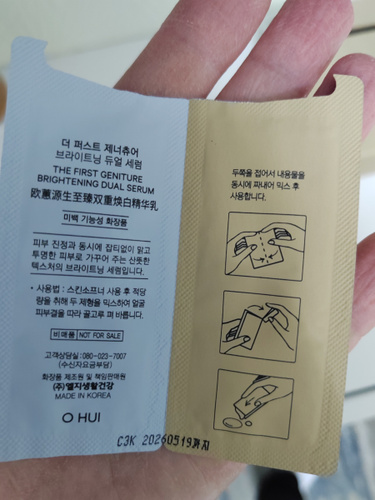 더 퍼스트 제너츄어
브라이트닝 듀얼 세럼
THE FIRST GENITURE
BRIGHTENING DUAL SERUM
欧蕙源生至臻双重焕白精华乳
미백 기능성 화장품
피부 진정과 동시에 잡티없이 맑고
투명한 피부로 가꾸어 주는 산뜻한
텍스처의 브라이트닝 세럼입니다.
• 사용법 : 스킨소프너 사용 후 적당
량을 취해 두 제형을 믹스하여 얼굴
피부결을 따라 골고루 펴 바릅니다.
비매품 NOT FOR SALE
고객상담실 : 080-023-7007
(수신자요금부담)
화장품 제조원 및 책임판매원
(주)엘지생활건강
MADE IN KOREA
O HUI
두쪽을 접어서 내용물을
동시에 짜내어 믹스 후
사용합니다.
C3K 20260519까지